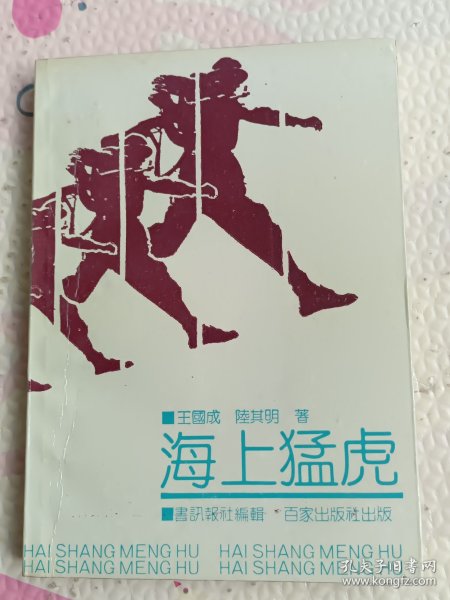 ■王國成 陸其明 著
海上猛虎
■書訊報社編輯 百家出版社出版
HAI SHANG MENG HU HAI SHANG MENG HU
HAI SHANG MENG HU HAI SHANG MENG HU
孔夫子旧书网
book.kongfz.com